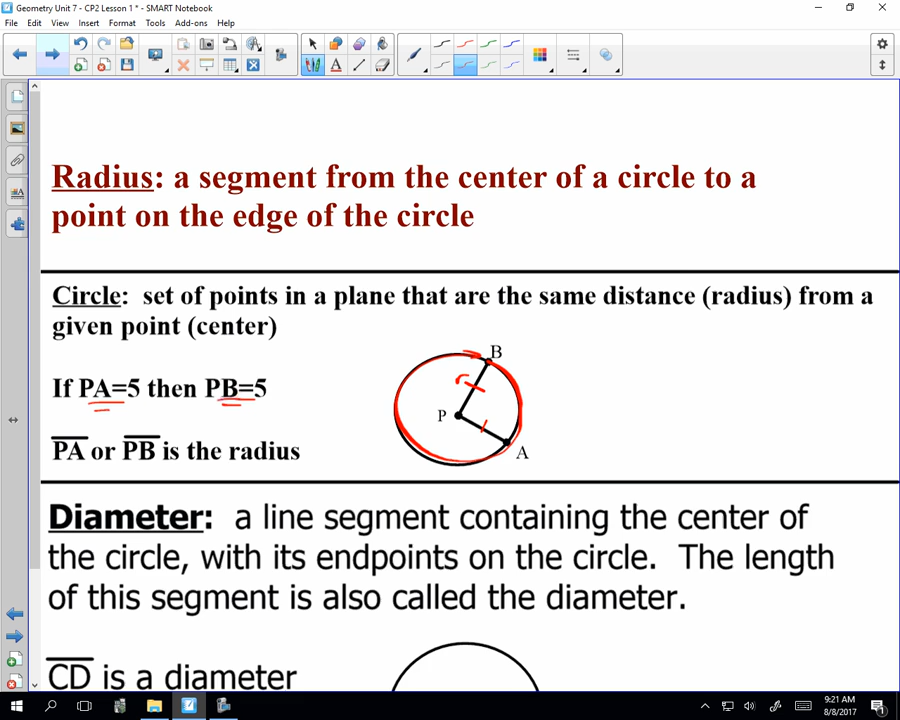 Geometry Unit 7 - CP2 Lesson 1 * - SMART Notebook
File Edit View Insert Format Tools Add-ons Help
Radius: a segment from the center of a circle to a
point on the edge of the circle
Circle: set of points in a plane that are the same distance (radius) from a
given point (center)
B
If PA=5 then PB=5
P
PA or PB is the radius
A
Diameter: a line segment containing the center of
the circle, with its endpoints on the circle. The length
of this segment is also called the diameter.
CD is a diameter
9:21 AM
8/8/2017
1